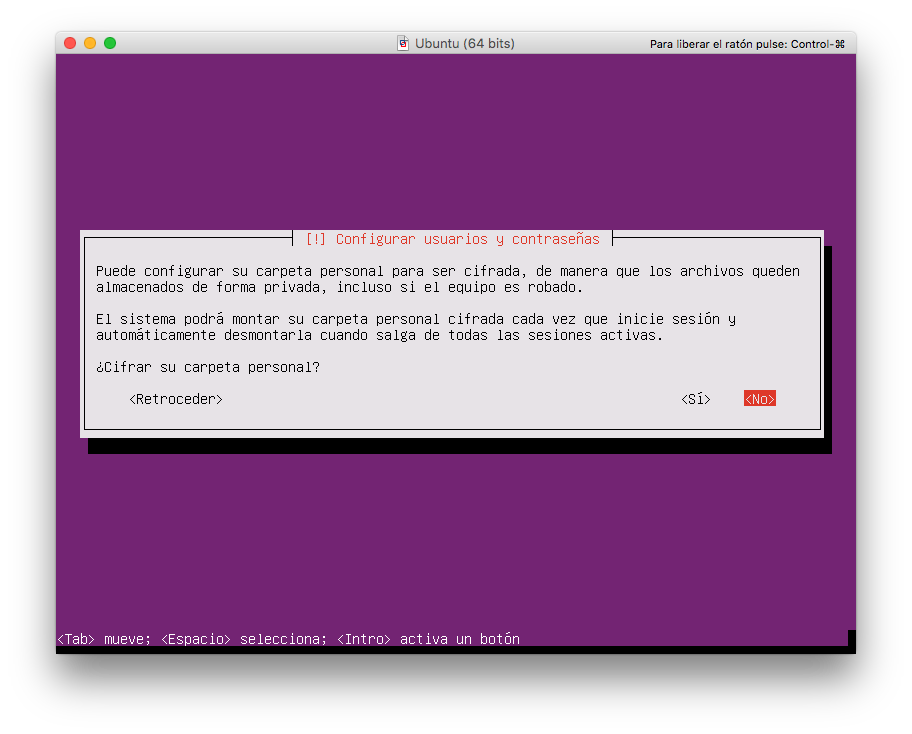 Ubuntu (64 bits)
Para liberar el ratón pulse: Control-⌘
[!] Configurar usuarios y contraseñas
Puede configurar su carpeta personal para ser cifrada, de manera que los archivos queden
almacenados de forma privada, incluso si el equipo es robado.
El sistema podrá montar su carpeta personal cifrada cada vez que inicie sesión y
automáticamente desmontarla cuando salga de todas las sesiones activas.
¿Cifrar su carpeta personal?
<Retroceder> <Sí> <No>
<Tab> mueve; <Espacio> selecciona; <Intro> activa un botón